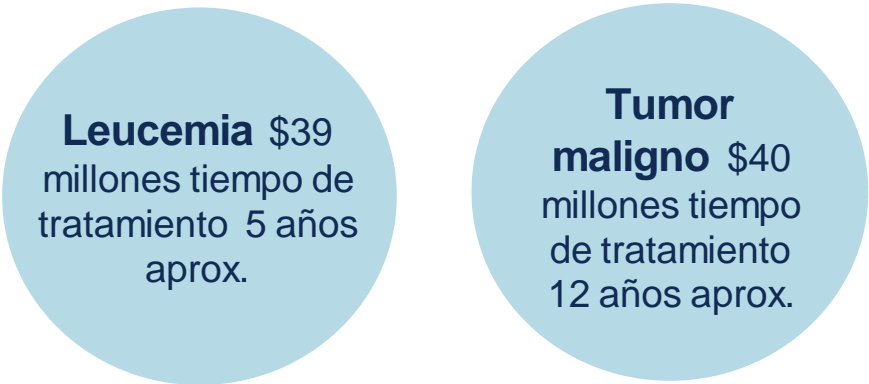 Leucemia $39
millones tiempo de
tratamiento 5 años
aprox.
Tumor
maligno $40
millones tiempo
de tratamiento
12 años aprox.